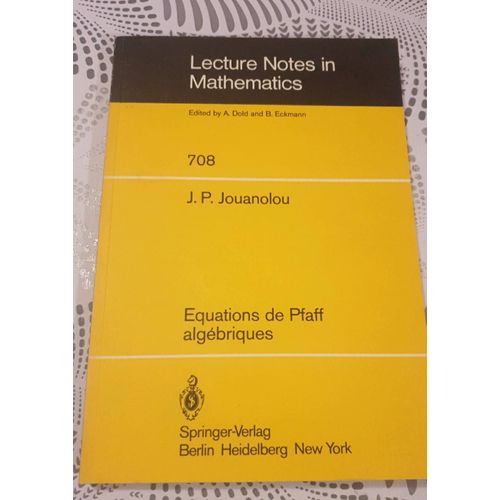 Lecture Notes in
Mathematics
Edited by A. Dold and B. Eckmann
708
J. P. Jouanolou
Equations de Pfaff
algébriques
Springer-Verlag
Berlin Heidelberg New York